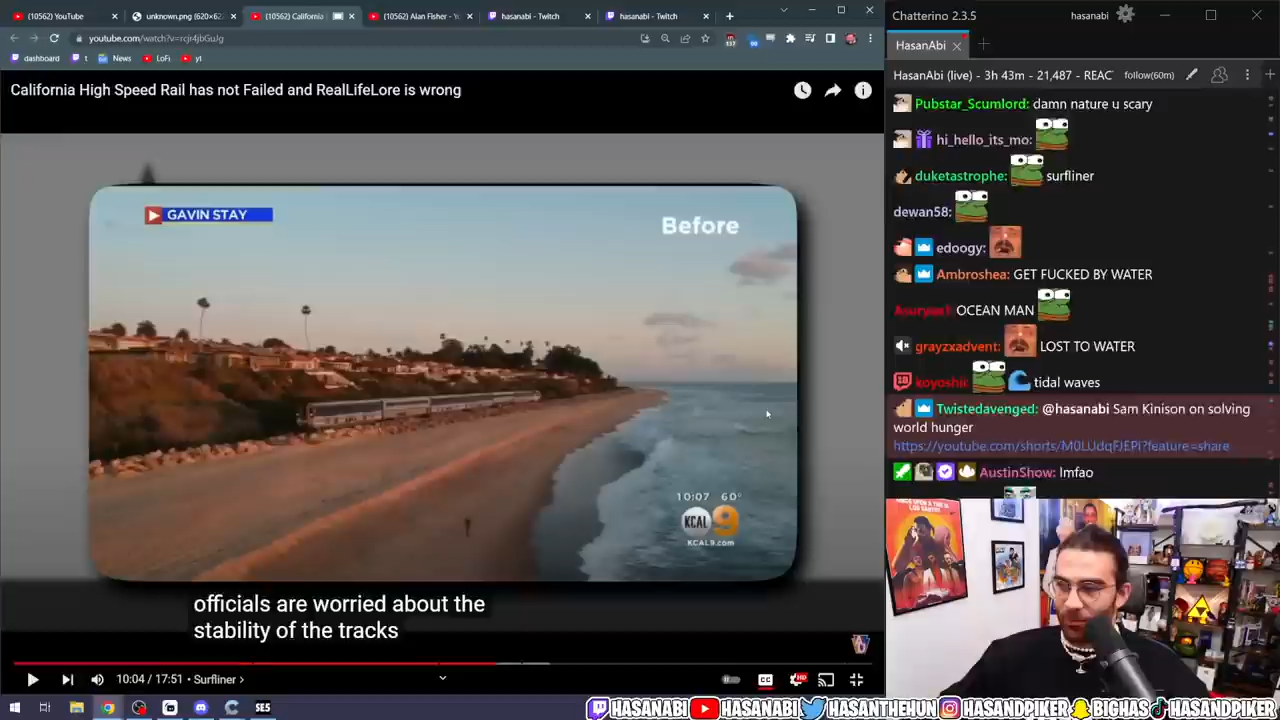 (10562) YouTube
unknown.png (620×62
(10562) California
(10562) Alan Fisher - Y
hasanabi - Twitch
hasanabi - Twitch
youtube.com/watch?v=rcjr4jbGuJg
dashboard
t
News
LoFi
yt
California High Speed Rail has not Failed and RealLifeLore is wrong
GAVIN STAY
Before
10:07 60°
KCAL 9
KCAL9.com
officials are worried about the
stability of the tracks
10:04 / 17:51 • Surfliner >
Chatterino 2.3.5
hasanabi
HasanAbi
HasanAbi (live) - 3h 43m - 21,487 - REAC
follow(60m)
Pubstar_Scumlord: damn nature u scary
hi_hello_its_mo:
duketastrophe: surfliner
dewan58:
edoogy:
Ambroshea: GET FUCKED BY WATER
Asuryan1: OCEAN MAN
grayzxadvent: LOST TO WATER
koyoshii: tidal waves
Twistedavenged: @hasanabi Sam Kinison on solving
world hunger
https://youtube.com/shorts/M0LUdqFJEPI?feature=share
AustinShow: lmfao
HASANABI HASANABI HASANTHEHUN HASANDPIKER BIGHAS HASANDPIKER